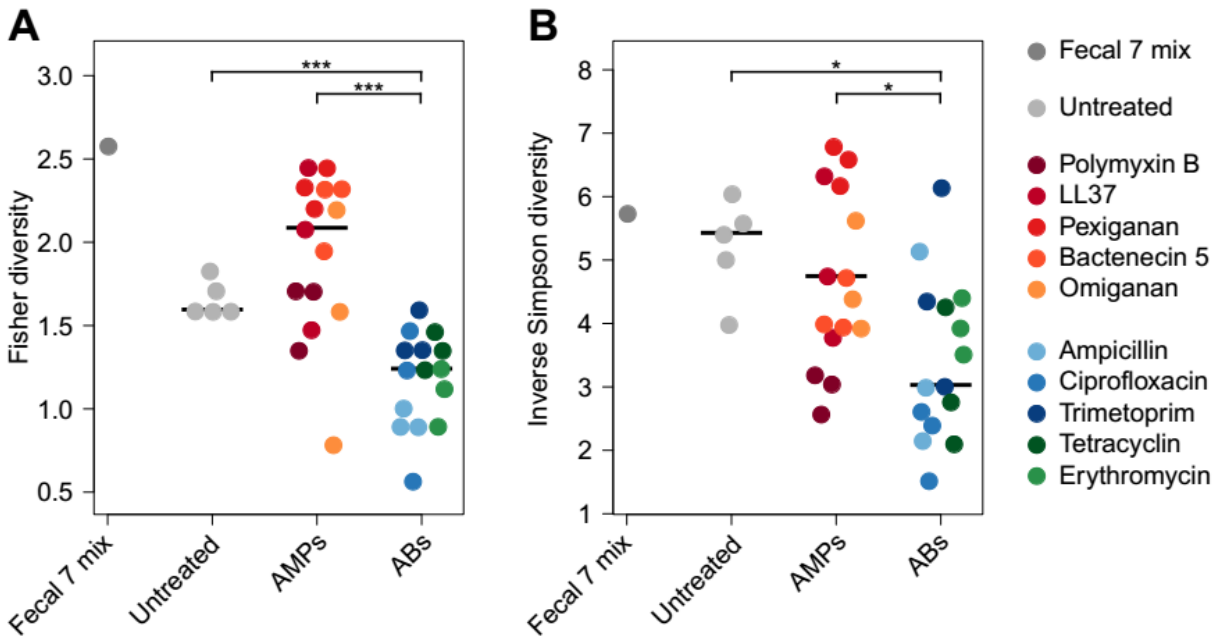 A
Fisher diversity
3.0
2.5
2.0
1.5
1.0
0.5
***
***
Fecal 7 mix
Untreated
AMPs
ABs
B
Inverse Simpson diversity
8
7
6
5
4
3
2
1
*
*
Fecal 7 mix
Untreated
AMPs
ABs
Fecal 7 mix
Untreated
Polymyxin B
LL37
Pexiganan
Bactenecin 5
Omiganan
Ampicillin
Ciprofloxacin
Trimetoprim
Tetracyclin
Erythromycin